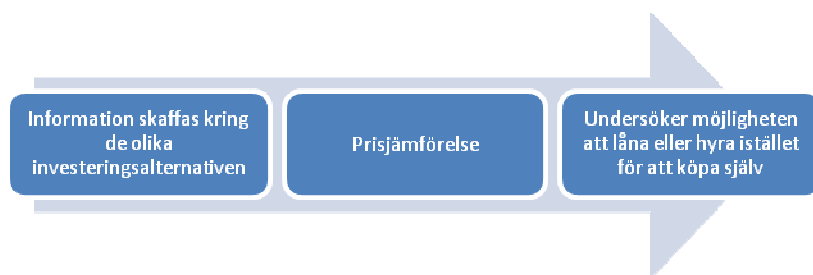 Information skaffas kring
de olika
investeringsalternativen
Prisjämförelse
Undersöker möjligheten
att låna eller hyra istället
för att köpa själv